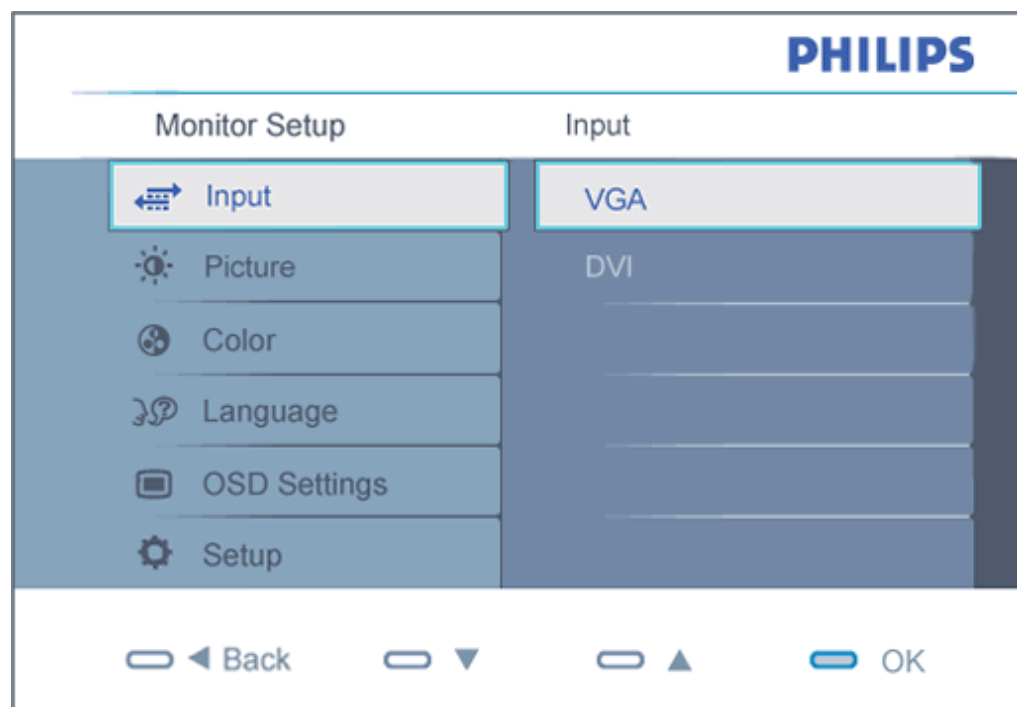 PHILIPS
Monitor Setup Input
Input VGA
Picture DVI
Color
Language
OSD Settings
Setup
Back OK